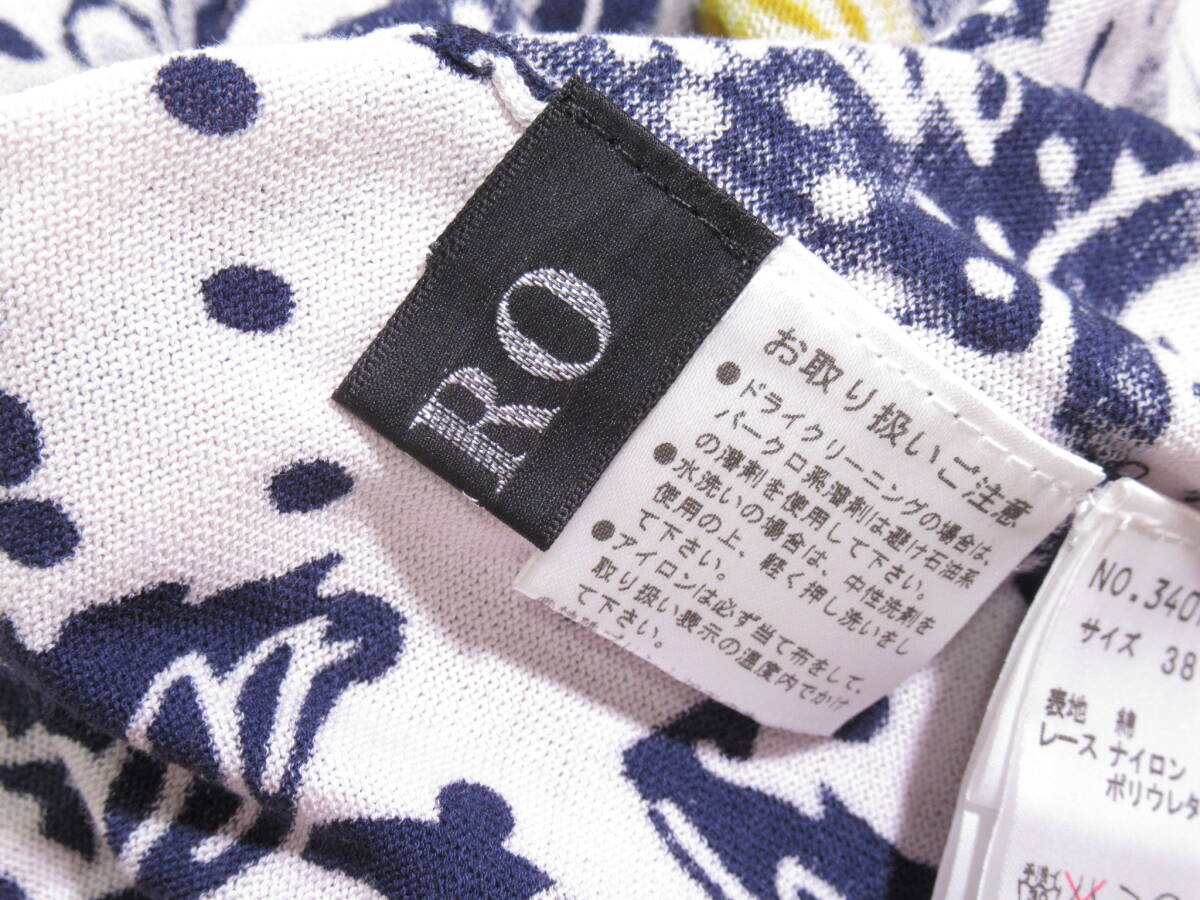 RO
お取り扱いご注意
●ドライクリーニングの場合は、
パークロ系溶剤は避け石油系
の溶剤を使用して下さい。
●水洗いの場合は、中性洗剤を
使用の上、軽く押し洗いをし
て下さい。
●アイロンは必ず当て布をして、
取り扱い表示の温度内でかけ
て下さい。
NO.340
サイズ 38
表地 綿
レース ナイロン
ポリウレ